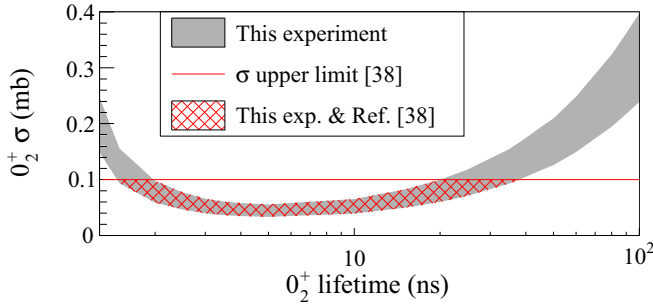 0.4
0.3
0.2
0.1
0
0₂⁺ σ (mb)
This experiment
σ upper limit [38]
This exp. & Ref. [38]
10
10²
0₂⁺ lifetime (ns)